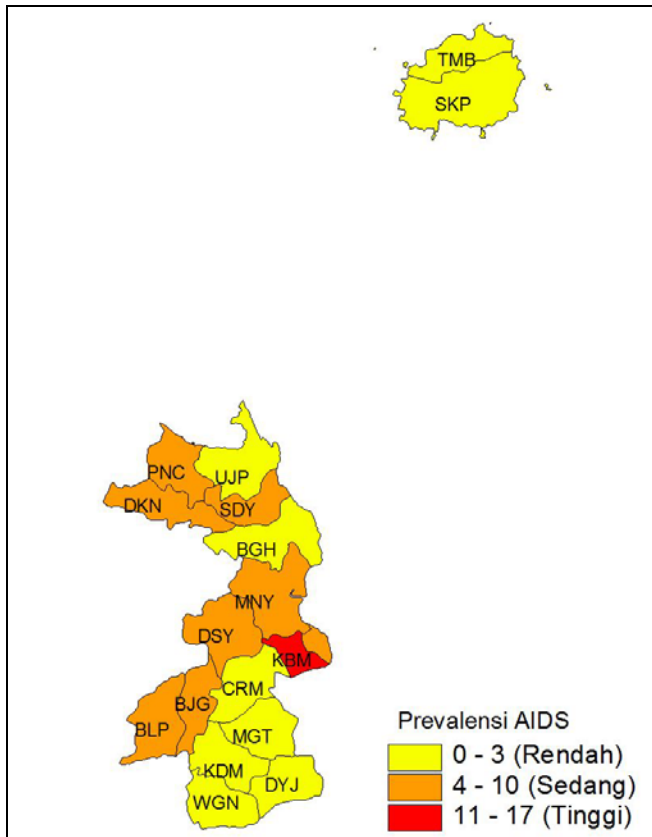 TMB
SKP
PNC
UJP
DKN
SDY
BGH
MNY
DSY
KBM
CRM
BJG
BLP
MGT
KDM
DYJ
WGN
Prevalensi AIDS
0 - 3 (Rendah)
4 - 10 (Sedang)
11 - 17 (Tinggi)